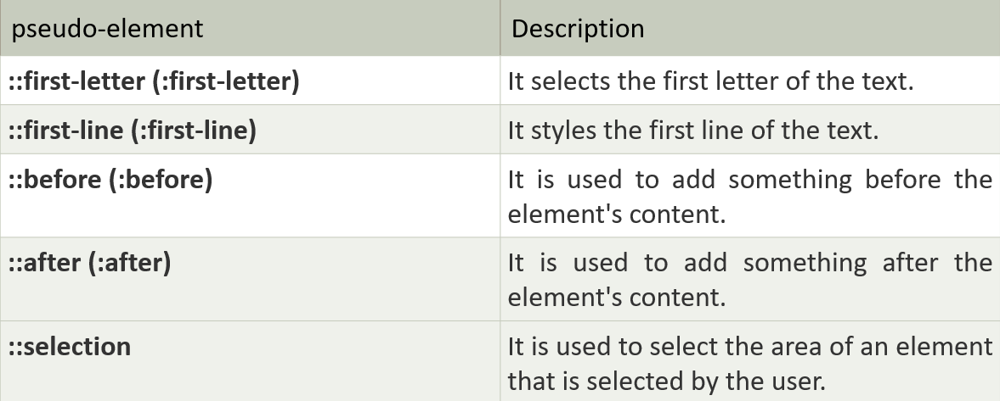 pseudo-element Description
::first-letter (:first-letter) It selects the first letter of the text.
::first-line (:first-line) It styles the first line of the text.
::before (:before) It is used to add something before the
element's content.
::after (:after) It is used to add something after the
element's content.
::selection It is used to select the area of an element
that is selected by the user.